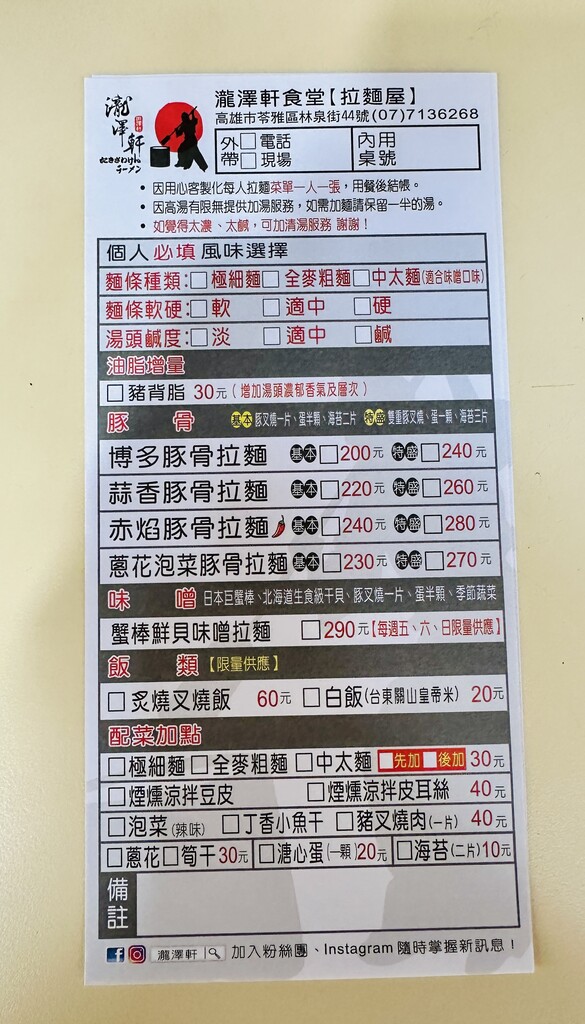 瀧澤軒
たきざわけん
ラーメン
瀧澤軒食堂【拉麵屋】
高雄市苓雅區林泉街44號(07)7136268
外帶 □電話 □現場 內用桌號
• 因用心客製化每人拉麵菜單一人一張，用餐後結帳。
• 因高湯有限無提供加湯服務，如需加麵請保留一半的湯。
• 如覺得太濃、太鹹，可加清湯服務 謝謝！
個人必填風味選擇
麵條種類:□極細麵□全麥粗麵□中太麵(適合味噌口味)
麵條軟硬:□軟 □適中 □硬
湯頭鹹度:□淡 □適中 □鹹
油脂增量
□豬背脂 30元(增加湯頭濃郁香氣及層次)
豚骨 基本 豚叉燒一片、蛋半顆、海苔二片 特盛 雙重豚叉燒、蛋一顆、海苔三片
博多豚骨拉麵 基本□200元 特盛□240元
蒜香豚骨拉麵 基本□220元 特盛□260元
赤焰豚骨拉麵 基本□240元 特盛□280元
蔥花泡菜豚骨拉麵 基本□230元 特盛□270元
味噌 日本巨蟹棒、北海道生食級干貝、豚叉燒一片、蛋半顆、季節蔬菜
蟹棒鮮貝味噌拉麵 □290元【每週五、六、日限量供應】
飯類【限量供應】
□炙燒叉燒飯 60元 □白飯(台東關山皇帝米) 20元
配菜加點
□極細麵□全麥粗麵 □中太麵 □先加□後加 30元
□煙燻涼拌豆皮 □煙燻涼拌皮耳絲 40元
□泡菜(辣味) □丁香小魚干 □豬叉燒肉(一片) 40元
□蔥花□筍干30元 □溏心蛋(一顆)20元 □海苔(二片)10元
備註
瀧澤軒 加入粉絲團、Instagram 隨時掌握新訊息！